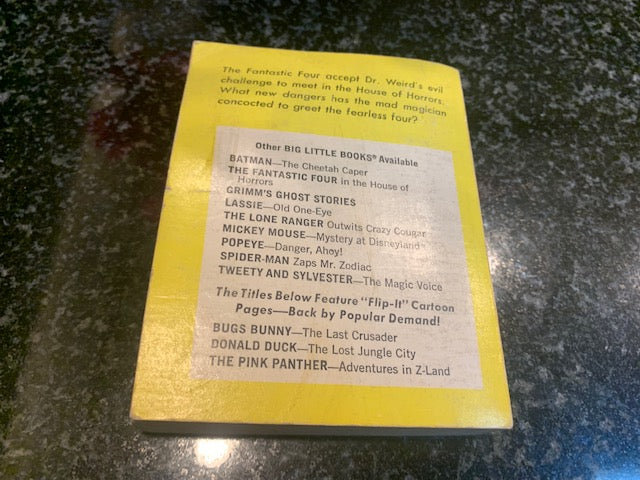 The Fantastic Four accept Dr. Weird's evil
challenge to meet in the House of Horrors.
What new dangers has the mad magician
concocted to greet the fearless four?
Other BIG LITTLE BOOKS® Available
BATMAN—The Cheetah Caper
THE FANTASTIC FOUR in the House of
Horrors
GRIMM'S GHOST STORIES
LASSIE—Old One-Eye
THE LONE RANGER Outwits Crazy Cougar
MICKEY MOUSE—Mystery at Disneyland
POPEYE—Danger, Ahoy!
SPIDER-MAN Zaps Mr. Zodiac
TWEETY AND SYLVESTER—The Magic Voice
The Titles Below Feature "Flip-It" Cartoon
Pages—Back by Popular Demand!
BUGS BUNNY—The Last Crusader
DONALD DUCK—The Lost Jungle City
THE PINK PANTHER—Adventures in Z-Land